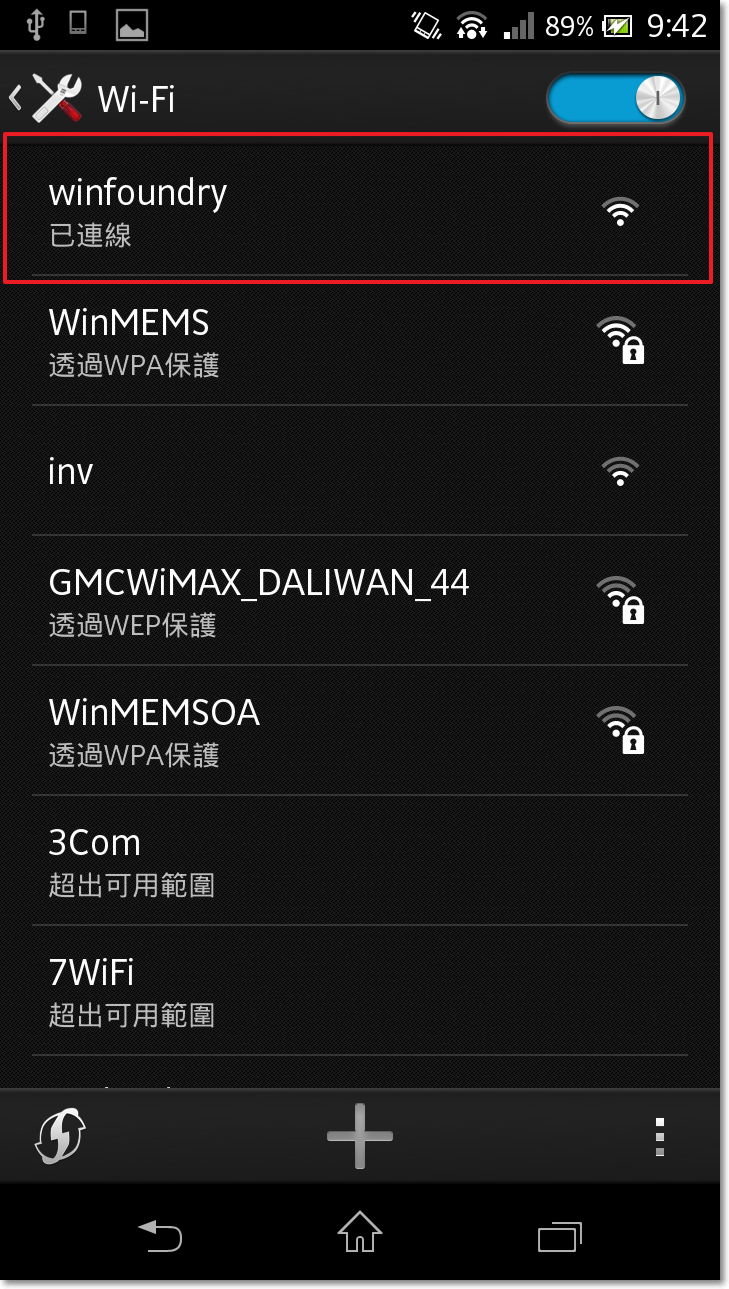 89% 9:42
Wi-Fi
winfoundry
已連線
WinMEMS
透過WPA保護
inv
GMCWiMAX_DALIWAN_44
透過WEP保護
WinMEMSOA
透過WPA保護
3Com
超出可用範圍
7WiFi
超出可用範圍